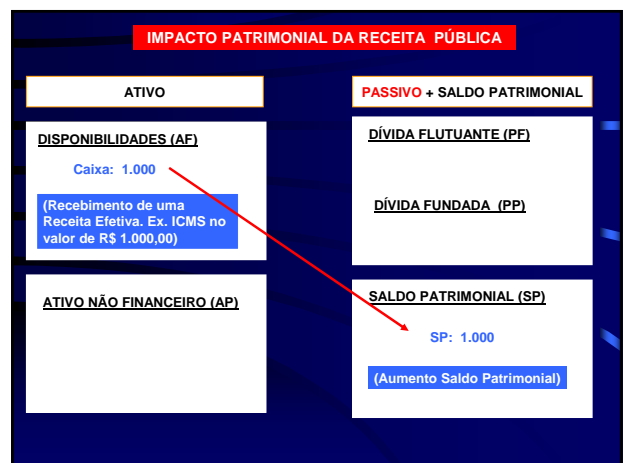 IMPACTO PATRIMONIAL DA RECEITA PÚBLICA
ATIVO
PASSIVO + SALDO PATRIMONIAL
DISPONIBILIDADES (AF)
Caixa: 1.000
(Recebimento de uma
Receita Efetiva. Ex. ICMS no
valor de R$ 1.000,00)
DÍVIDA FLUTUANTE (PF)
DÍVIDA FUNDADA (PP)
ATIVO NÃO FINANCEIRO (AP)
SALDO PATRIMONIAL (SP)
SP: 1.000
(Aumento Saldo Patrimonial)